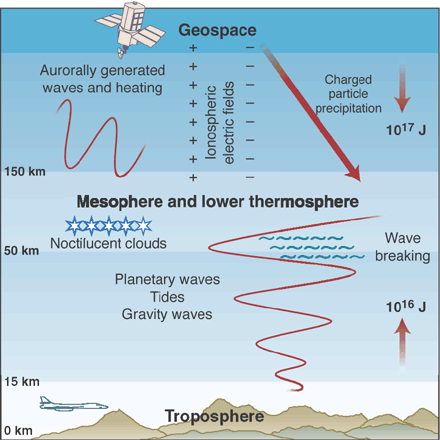 Geospace
Aurorally generated
waves and heating
+ −
+ −
+ −
+ −
+ −
+ −
+ −
Ionospheric
electric fields
Charged
particle
precipitation
10¹⁷ J
150 km
Mesophere and lower thermosphere
Noctilucent clouds
50 km
Wave
breaking
Planetary waves
Tides
Gravity waves
10¹⁶ J
15 km
Troposphere
0 km